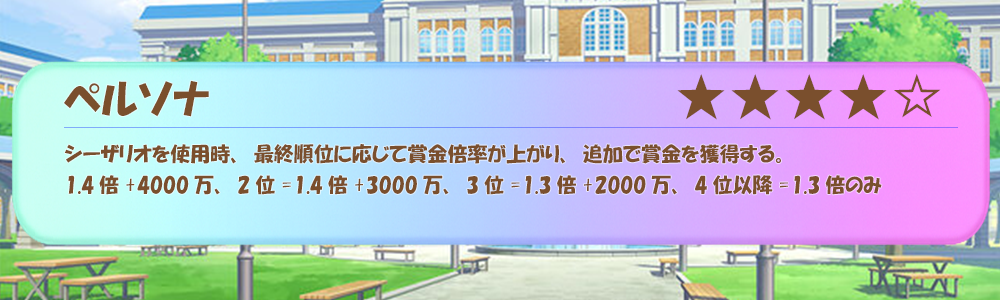 ペルソナ ★★★★☆
シーザリオを使用時、最終順位に応じて賞金倍率が上がり、追加で賞金を獲得する。
1.4倍+4000万、2位=1.4倍+3000万、3位=1.3倍+2000万、4位以降=1.3倍のみ